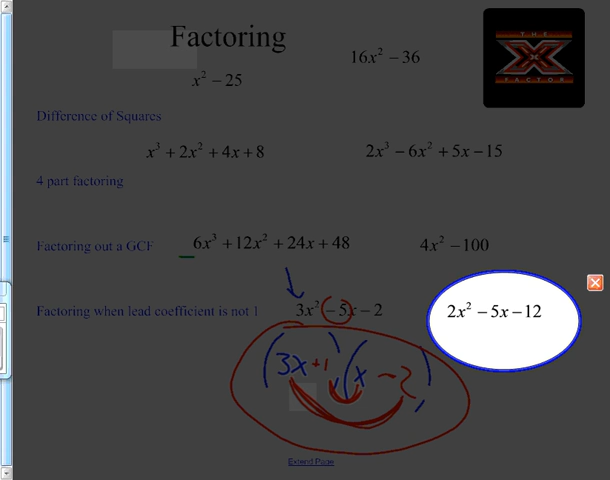 Factoring
THE
X
FACTOR
x² − 25
16x² − 36
Difference of Squares
x³ + 2x² + 4x + 8
2x³ − 6x² + 5x − 15
4 part factoring
Factoring out a GCF
6x³ + 12x² + 24x + 48
4x² − 100
Factoring when lead coefficient is not 1
3x² − 5x − 2
2x² − 5x − 12
(3x + 1)(x − 2)
Extend Page